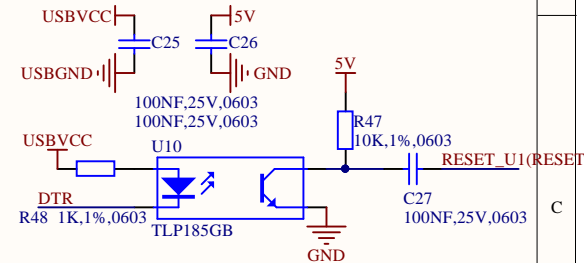 USBVCC
5V
C25
C26
USBGND
GND
100NF,25V,0603
100NF,25V,0603
5V
R47
10K,1%,0603
USBVCC
U10
RESET_U1(RESET
DTR
R48 1K,1%,0603
C27
100NF,25V,0603
C
TLP185GB
GND